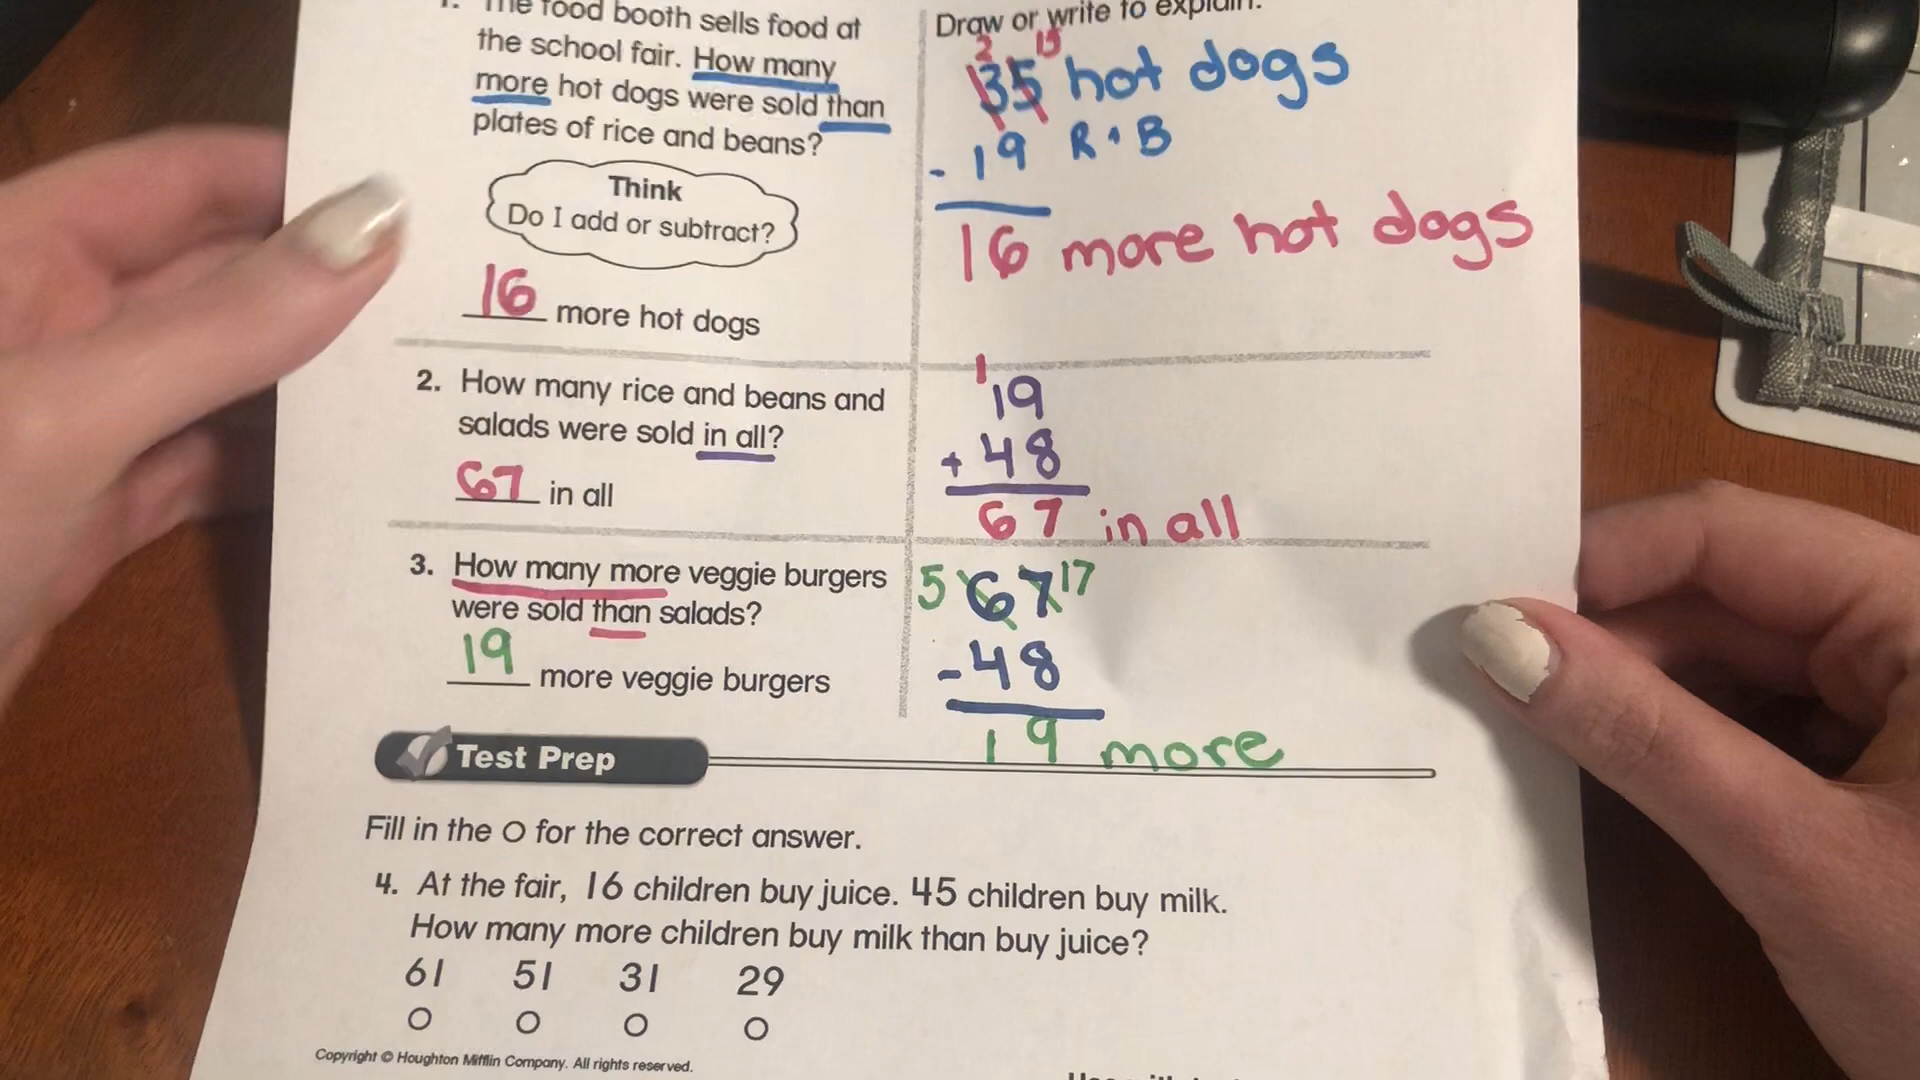 1. The food booth sells food at
the school fair. How many
more hot dogs were sold than
plates of rice and beans?
Think
Do I add or subtract?
16 more hot dogs
Draw or write to explain.
2 15
35 hot dogs
- 19 R + B
16 more hot dogs
2. How many rice and beans and
salads were sold in all?
67 in all
1
19
+ 48
67 in all
3. How many more veggie burgers
were sold than salads?
19 more veggie burgers
5 67 17
- 48
19 more
Test Prep
Fill in the O for the correct answer.
4. At the fair, 16 children buy juice. 45 children buy milk.
How many more children buy milk than buy juice?
61 51 31 29
Copyright © Houghton Mifflin Company. All rights reserved.